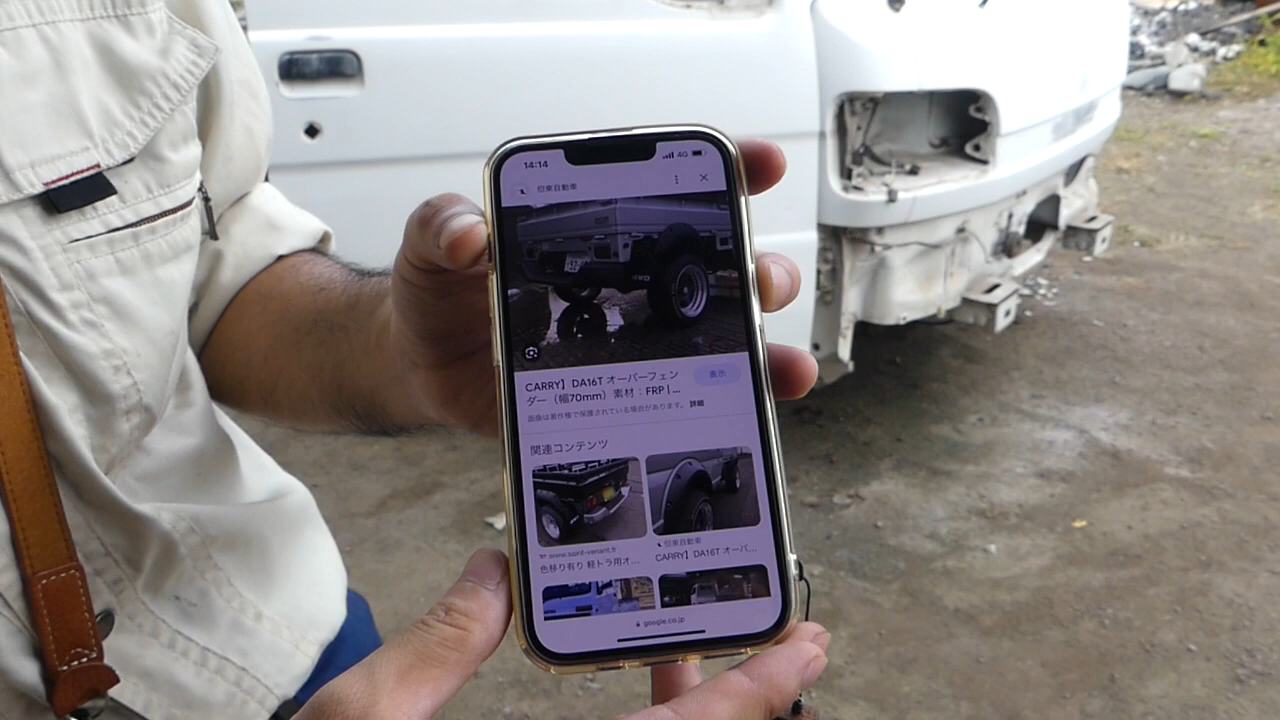 14:14
4G
但東自動車
CARRY】DA16T オーバーフェン
ダー（幅70mm）素材：FRP |...
表示
画像は著作権で保護されている場合があります。 詳細
関連コンテンツ
www.saint-venant.fr
色移り有り 軽トラ用オ...
但東自動車
CARRY】DA16T オーバ...
google.co.jp